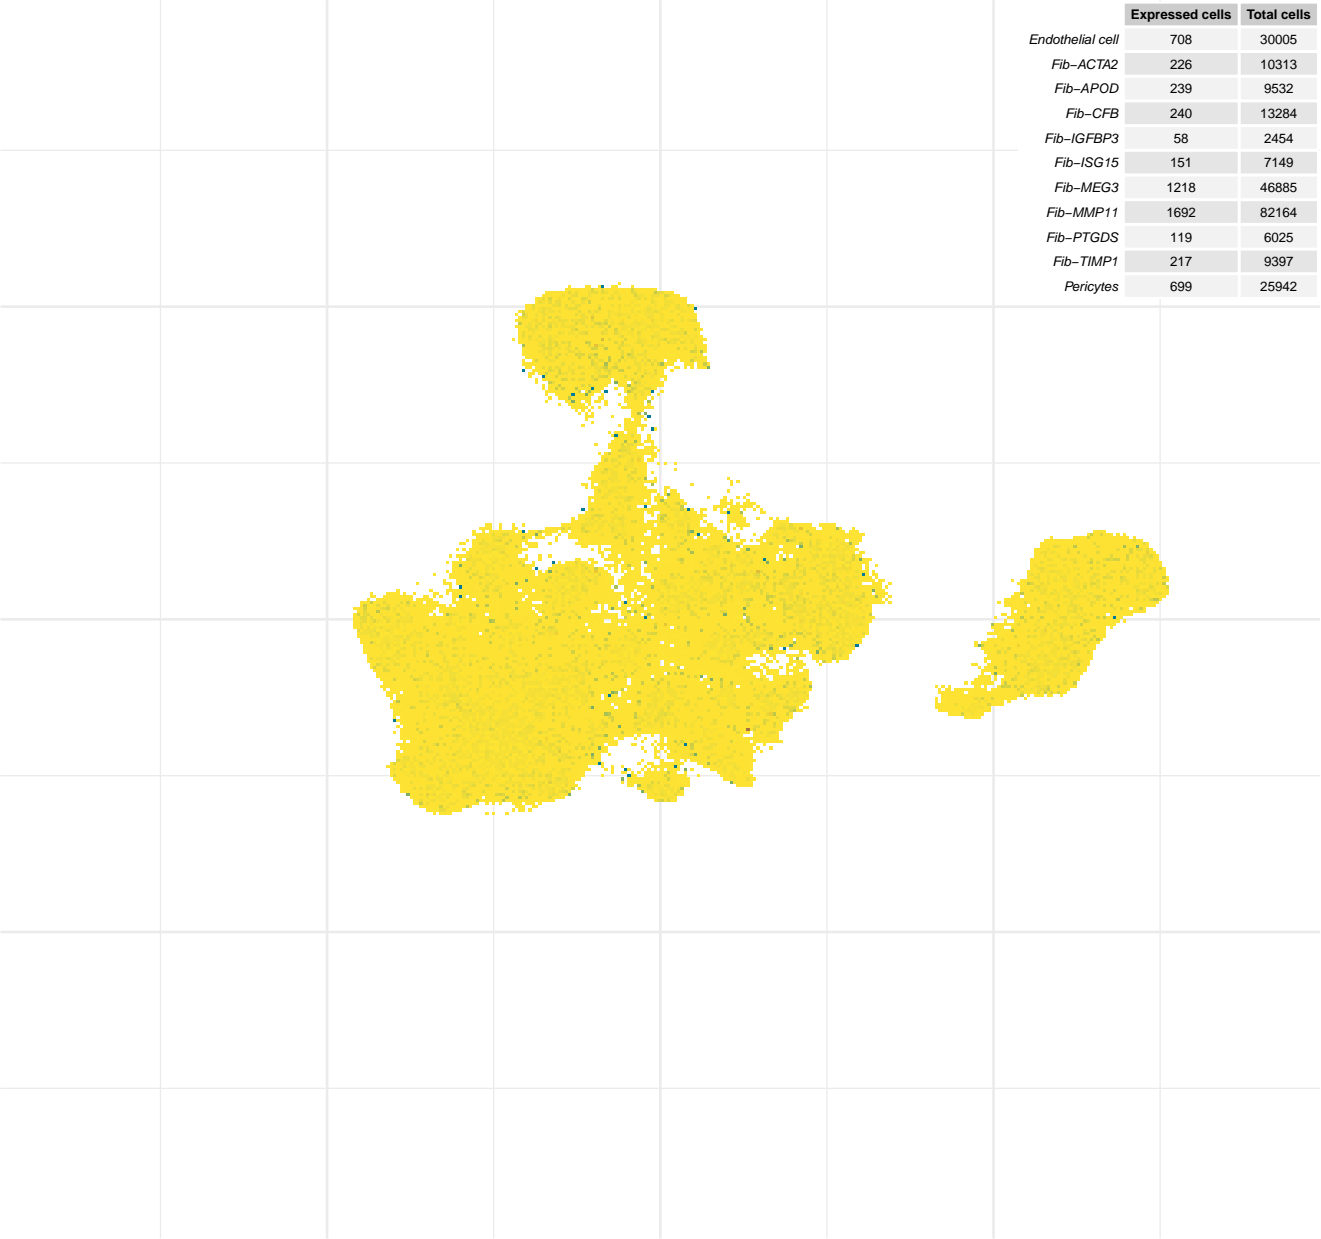 Expressed cells Total cells
Endothelial cell 708 30005
Fib−ACTA2 226 10313
Fib−APOD 239 9532
Fib−CFB 240 13284
Fib−IGFBP3 58 2454
Fib−ISG15 151 7149
Fib−MEG3 1218 46885
Fib−MMP11 1692 82164
Fib−PTGDS 119 6025
Fib−TIMP1 217 9397
Pericytes 699 25942